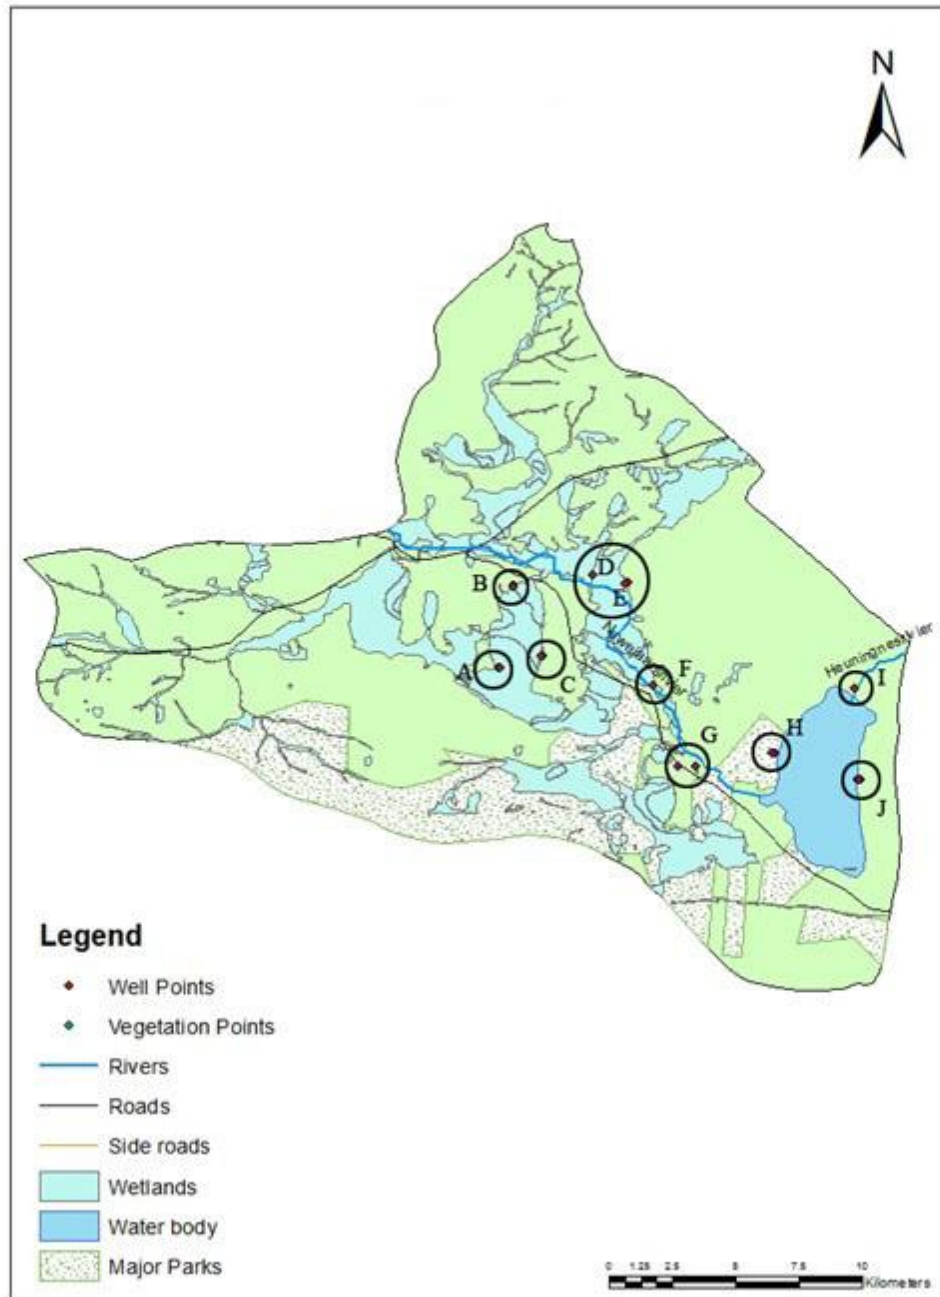 N
B
D
E
A
C
F
Heuningnesrivier
I
G
H
J
Legend
Well Points
Vegetation Points
Rivers
Roads
Side roads
Wetlands
Water body
Major Parks
0 1.25 2.5 5 7.5 10
Kilometers